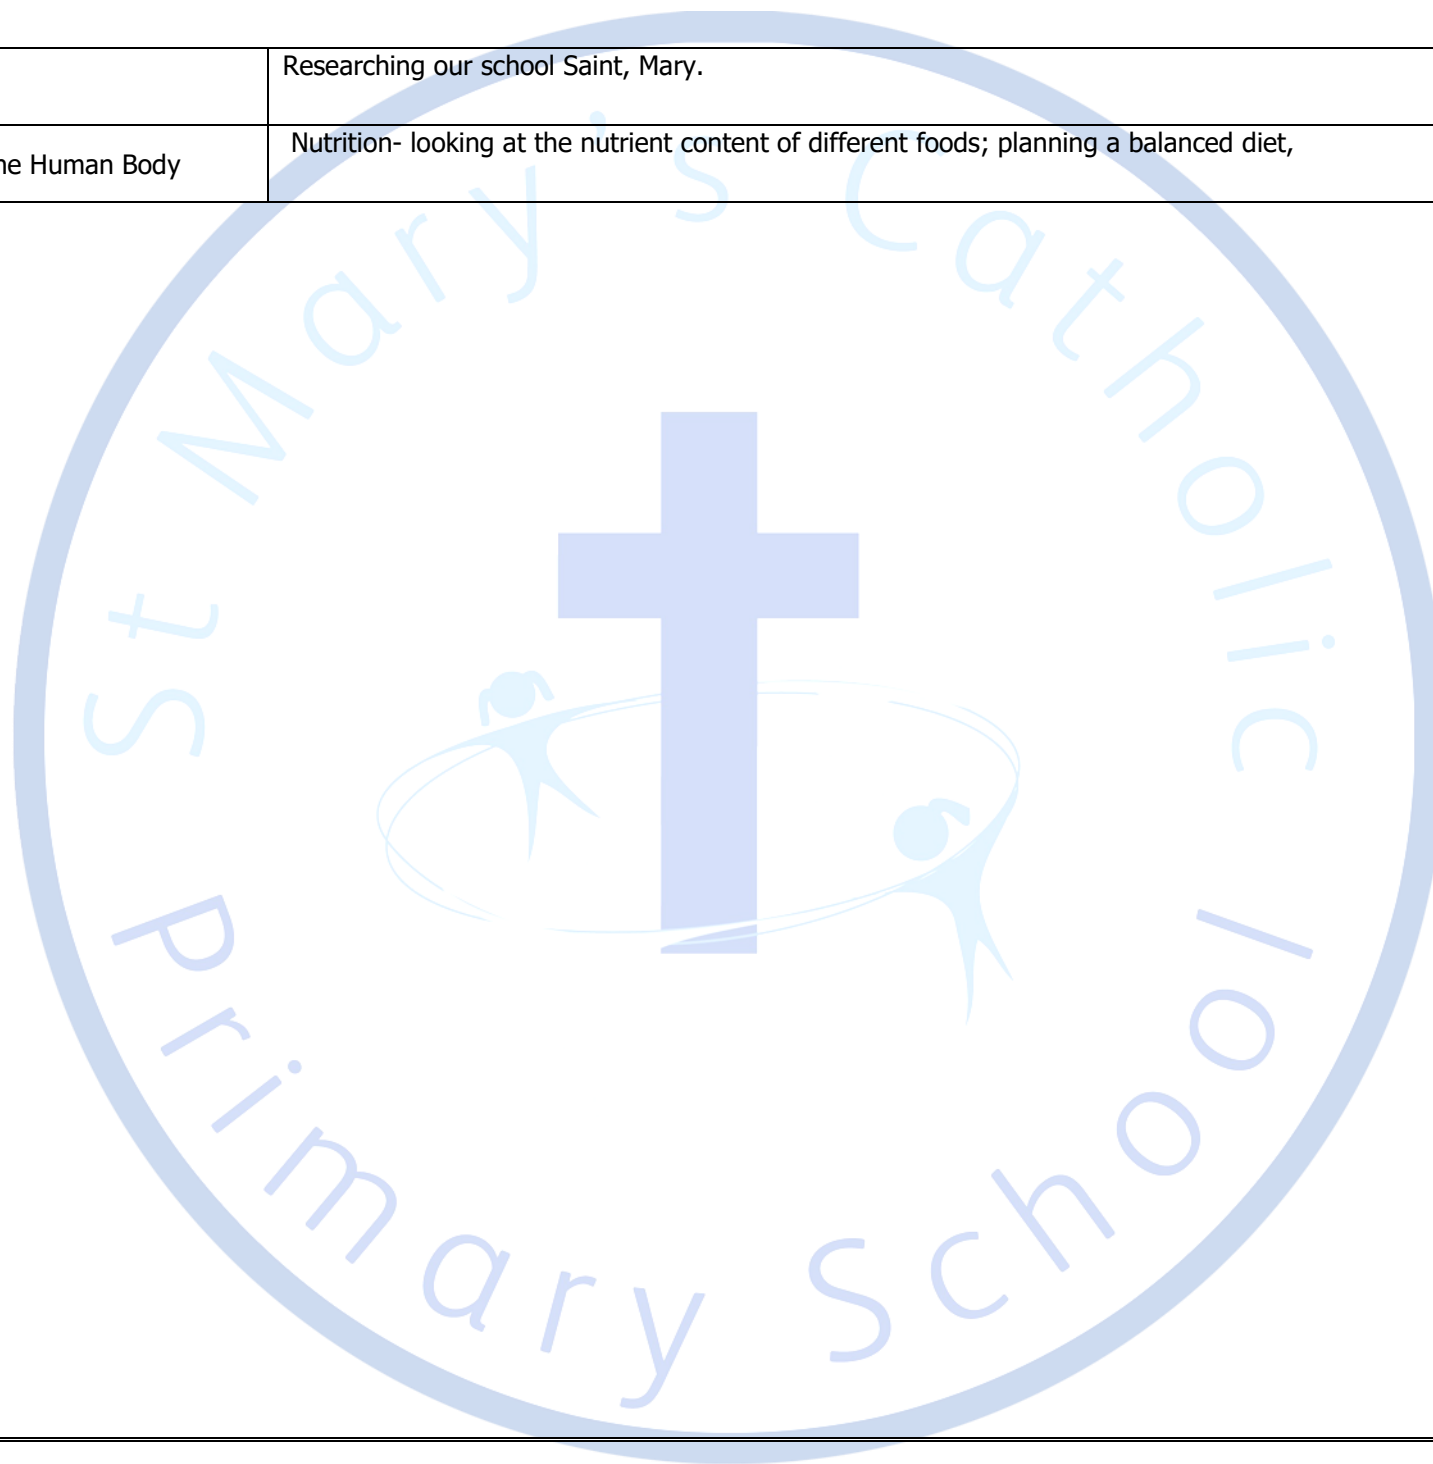 Researching our school Saint, Mary.
Nutrition- looking at the nutrient content of different foods; planning a balanced diet,
Human Body
St Mary's Catholic
Primary School